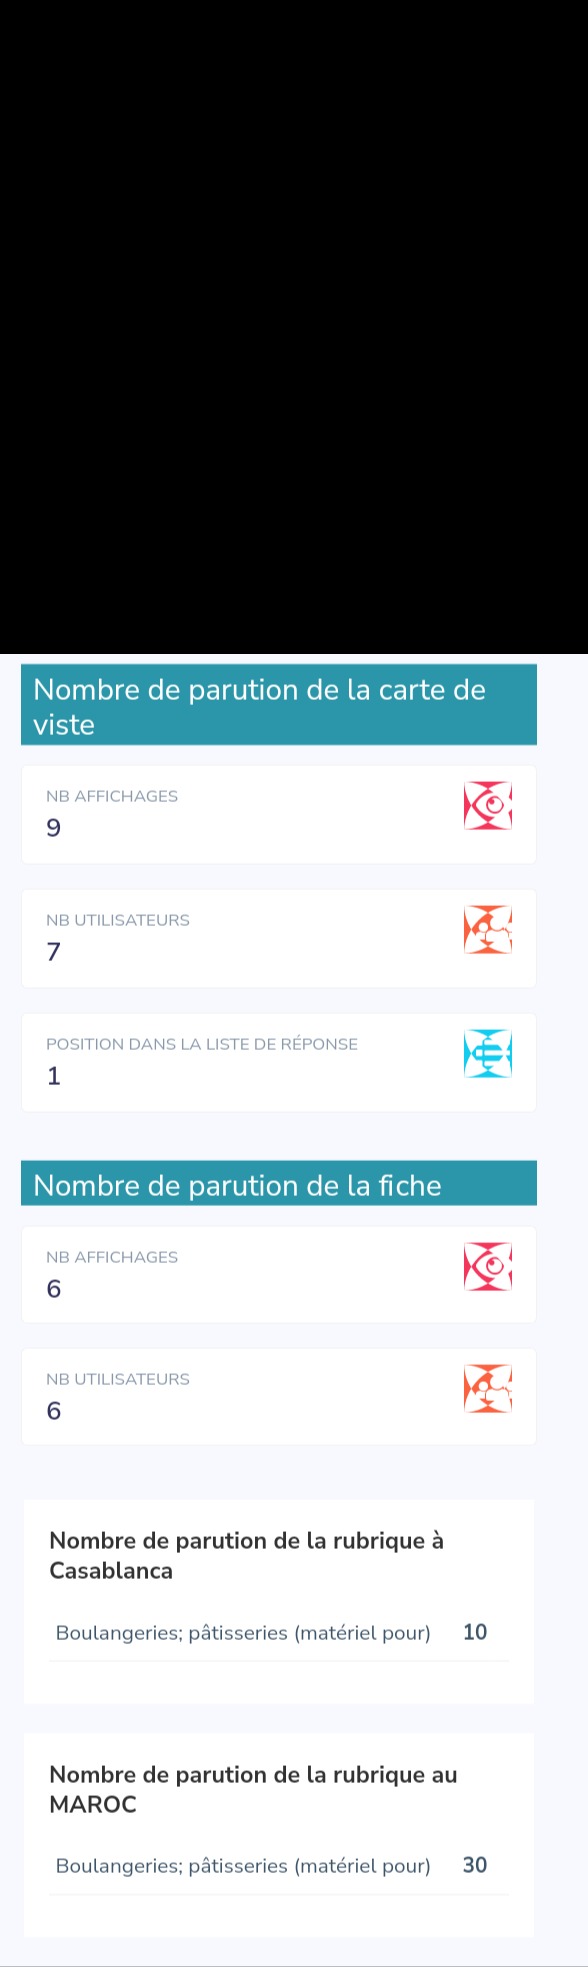 Nombre de parution de la carte de
viste
NB AFFICHAGES
9
NB UTILISATEURS
7
POSITION DANS LA LISTE DE RÉPONSE
1
Nombre de parution de la fiche
NB AFFICHAGES
6
NB UTILISATEURS
6
Nombre de parution de la rubrique à
Casablanca
Boulangeries; pâtisseries (matériel pour) 10
Nombre de parution de la rubrique au
MAROC
Boulangeries; pâtisseries (matériel pour) 30